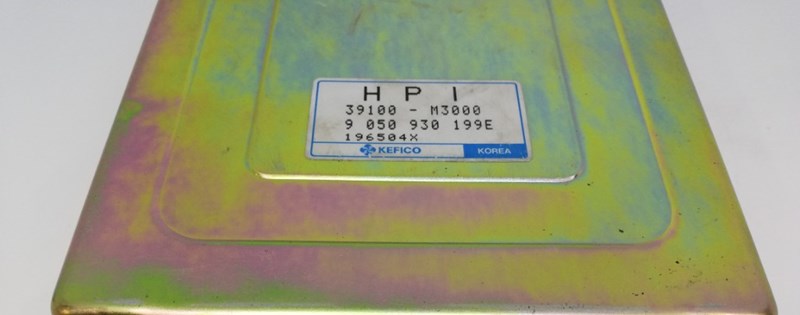 H P I
39100 - M3000
9 050 930 199E
196504X
KEFICO KOREA